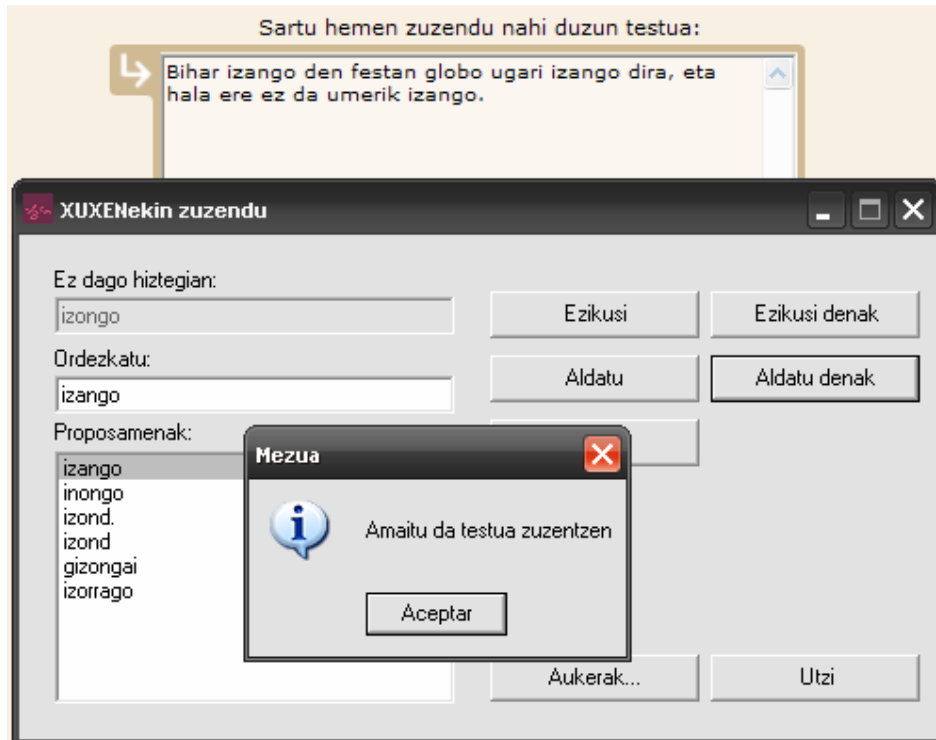 Sartu hemen zuzendu nahi duzun testua:
Bihar izango den festan globo ugari izango dira, eta
hala ere ez da umerik izango.
XUXENekin zuzendu
Ez dago hiztegian:
izongo
Ezikusi
Ezikusi denak
Ordezkatu:
izango
Aldatu
Aldatu denak
Proposamenak:
izango
inongo
izond.
izond
gizongai
izorrago
Mezua
Amaitu da testua zuzentzen
Aceptar
Aukerak...
Utzi